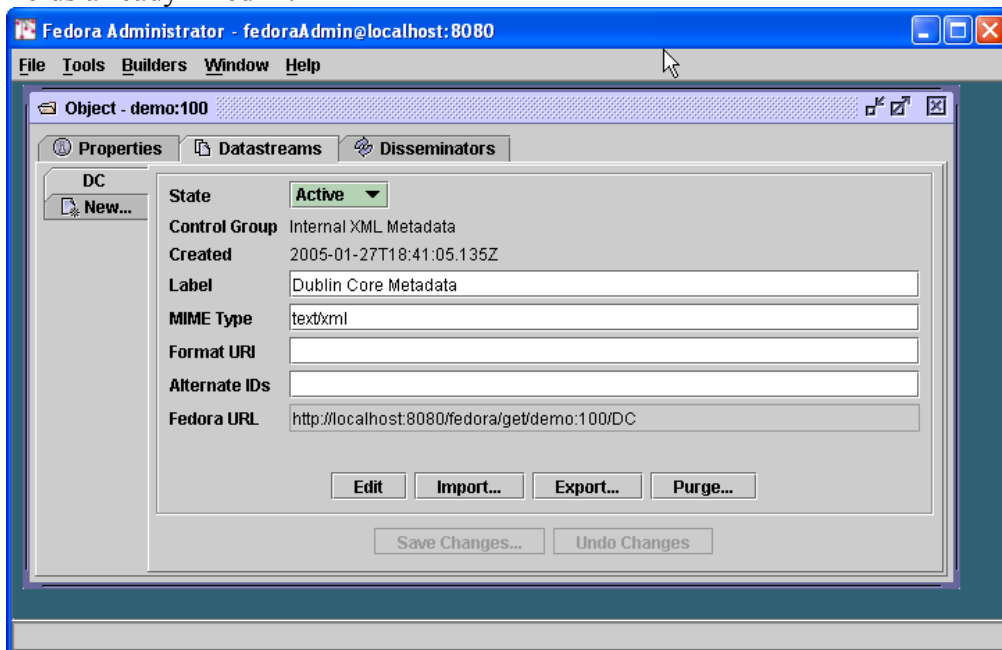 Fedora Administrator - fedoraAdmin@localhost:8080
File Tools Builders Window Help
Object - demo:100
Properties Datastreams Disseminators
DC
New...
State Active
Control Group Internal XML Metadata
Created 2005-01-27T18:41:05.135Z
Label Dublin Core Metadata
MIME Type text/xml
Format URI
Alternate IDs
Fedora URL http://localhost:8080/fedora/get/demo:100/DC
Edit Import... Export... Purge...
Save Changes... Undo Changes